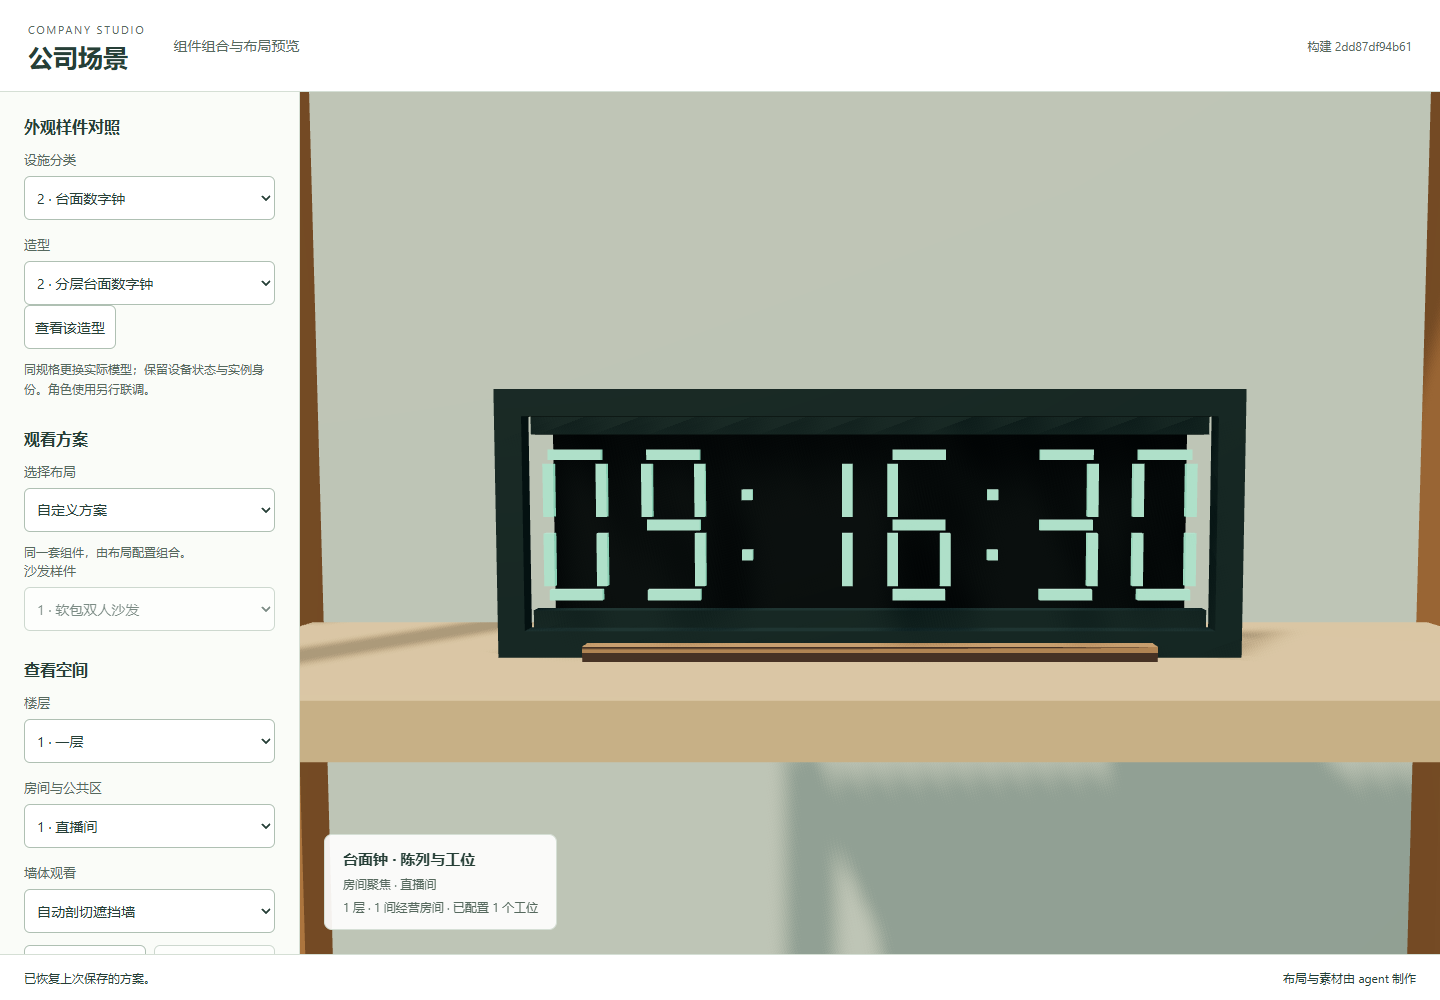 COMPANY STUDIO
公司场景
组件组合与布局预览
构建 2dd87df94b61
外观样件对照
设施分类
2 · 台面数字钟
造型
2 · 分层台面数字钟
查看该造型
同规格更换实际模型；保留设备状态与实例身
份。角色使用另行联调。
观看方案
选择布局
自定义方案
同一套组件，由布局配置组合。
沙发样件
1 · 软包双人沙发
查看空间
楼层
1 · 一层
房间与公共区
1 · 直播间
墙体观看
自动剖切遮挡墙
09:16:30
台面钟 · 陈列与工位
房间聚焦 · 直播间
1 层 · 1 间经营房间 · 已配置 1 个工位
已恢复上次保存的方案。
布局与素材由 agent 制作